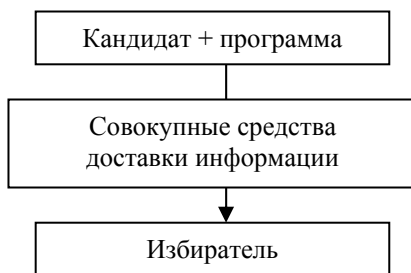 Кандидат + программа
Совокупные средства
доставки информации
Избиратель